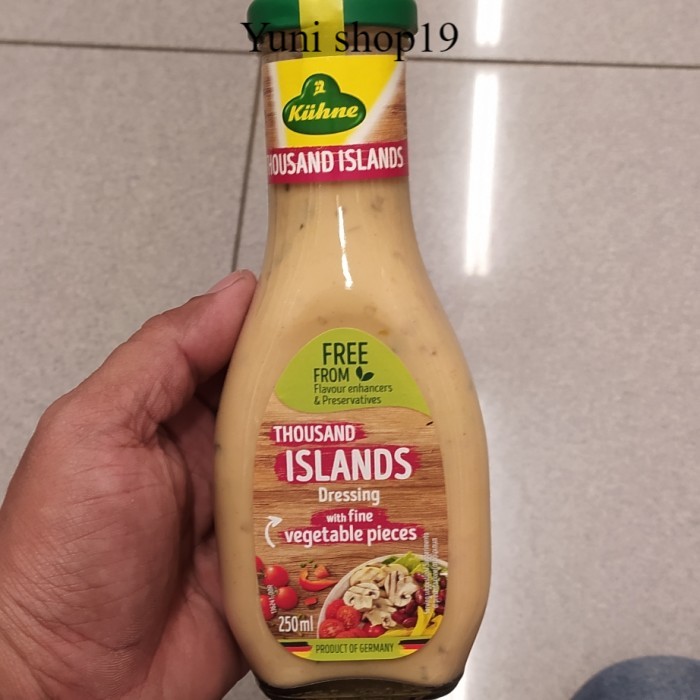 Yuni shop19
Kühne
THOUSAND ISLANDS
FREE
FROM
Flavour enhancers
& Preservatives
THOUSAND
ISLANDS
Dressing
with fine
vegetable pieces
250ml
PRODUCT OF GERMANY